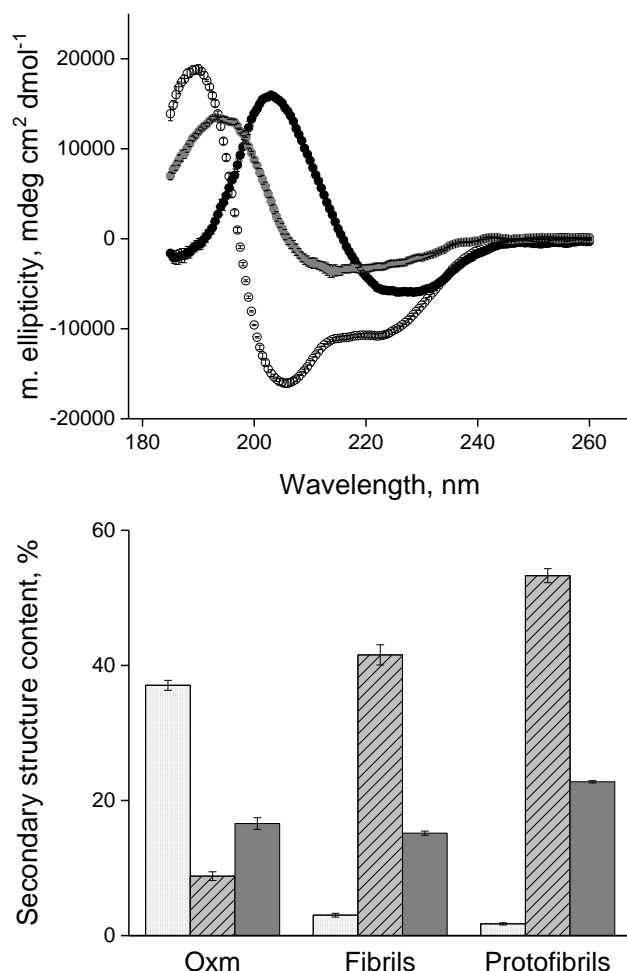 20000
10000
0
-10000
-20000
180
200
220
240
260
m. ellipticity, mdeg cm² dmol⁻¹
Wavelength, nm
60
40
20
0
Secondary structure content, %
Oxm
Fibrils
Protofibrils